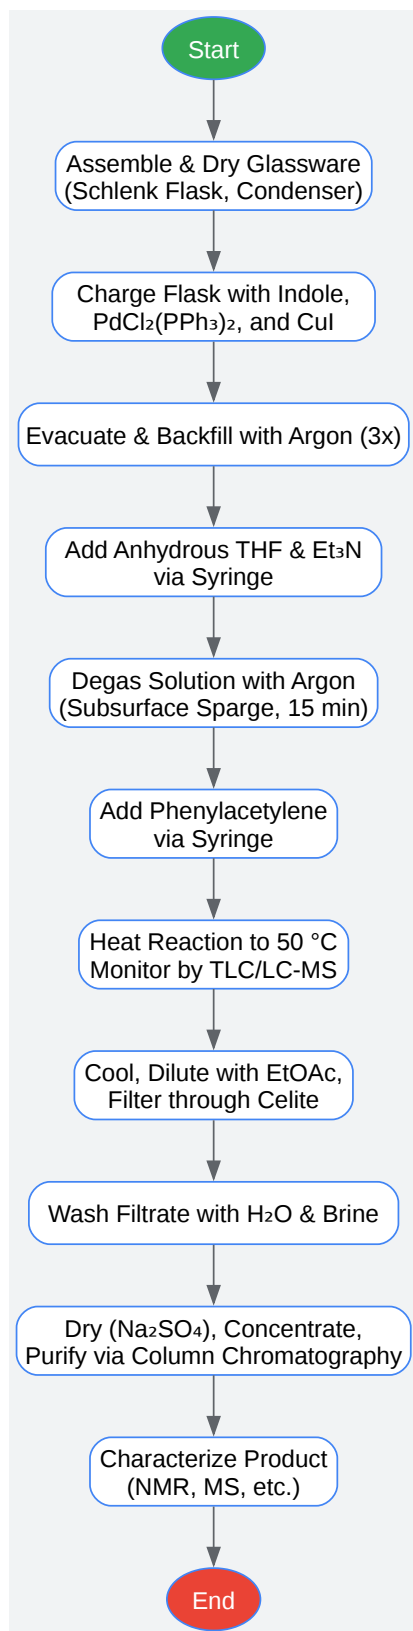 Start
Assemble & Dry Glassware
(Schlenk Flask, Condenser)
Charge Flask with Indole,
PdCl₂(PPh₃)₂, and CuI
Evacuate & Backfill with Argon (3x)
Add Anhydrous THF & Et₃N
via Syringe
Degas Solution with Argon
(Subsurface Sparge, 15 min)
Add Phenylacetylene
via Syringe
Heat Reaction to 50 °C
Monitor by TLC/LC-MS
Cool, Dilute with EtOAc,
Filter through Celite
Wash Filtrate with H₂O & Brine
Dry (Na₂SO₄), Concentrate,
Purify via Column Chromatography
Characterize Product
(NMR, MS, etc.)
End